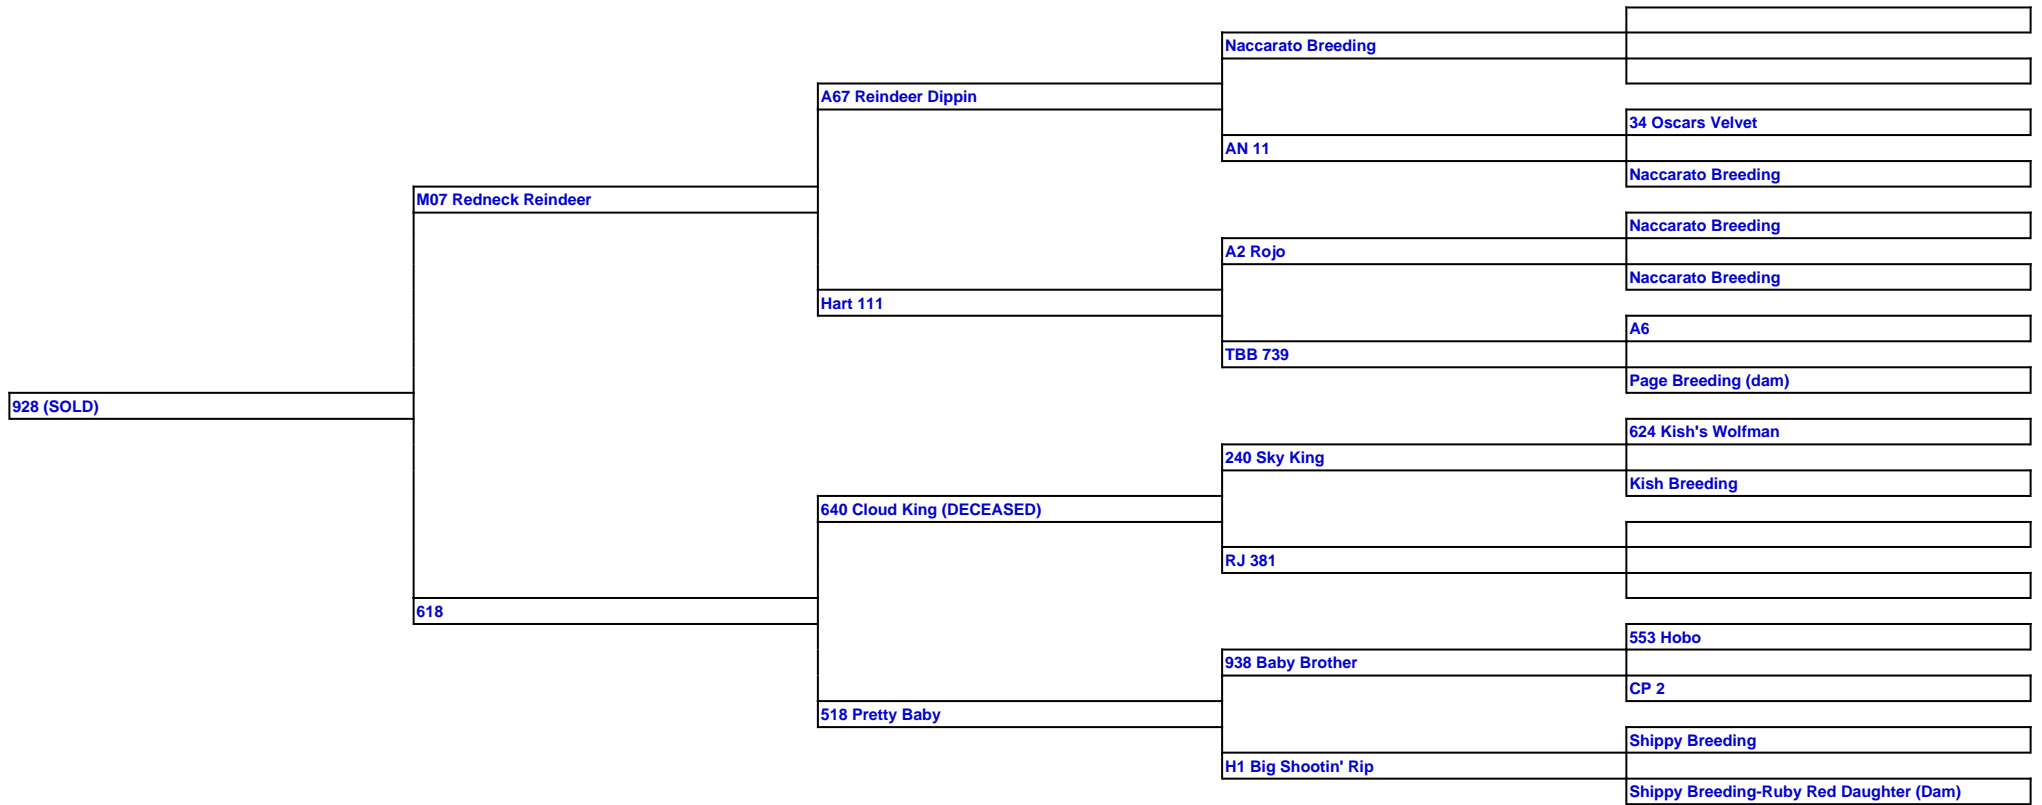 Naccarato Breeding
A67 Reindeer Dippin
34 Oscars Velvet
AN 11
Naccarato Breeding
M07 Redneck Reindeer
Naccarato Breeding
A2 Rojo
Naccarato Breeding
Hart 111
A6
TBB 739
Page Breeding (dam)
928 (SOLD)
624 Kish's Wolfman
240 Sky King
Kish Breeding
640 Cloud King (DECEASED)
RJ 381
618
553 Hobo
938 Baby Brother
CP 2
518 Pretty Baby
Shippy Breeding
H1 Big Shootin' Rip
Shippy Breeding-Ruby Red Daughter (Dam)